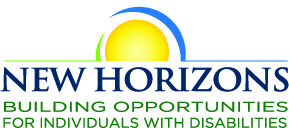 NEW HORIZONS
BUILDING OPPORTUNITIES
FOR INDIVIDUALS WITH DISABILITIES